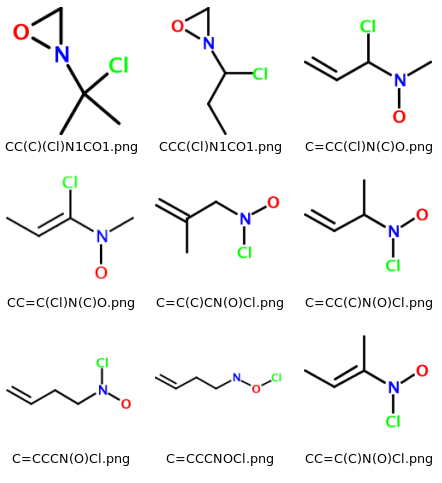 O N Cl O N Cl Cl N O
CC(C)(Cl)N1CO1.png CCC(Cl)N1CO1.png C=CC(Cl)N(C)O.png
Cl N O O N Cl O N Cl
CC=C(Cl)N(C)O.png C=C(C)CN(O)Cl.png C=CC(C)N(O)Cl.png
Cl N O N O Cl O N Cl
C=CCCN(O)Cl.png C=CCCNOCl.png CC=C(C)N(O)Cl.png